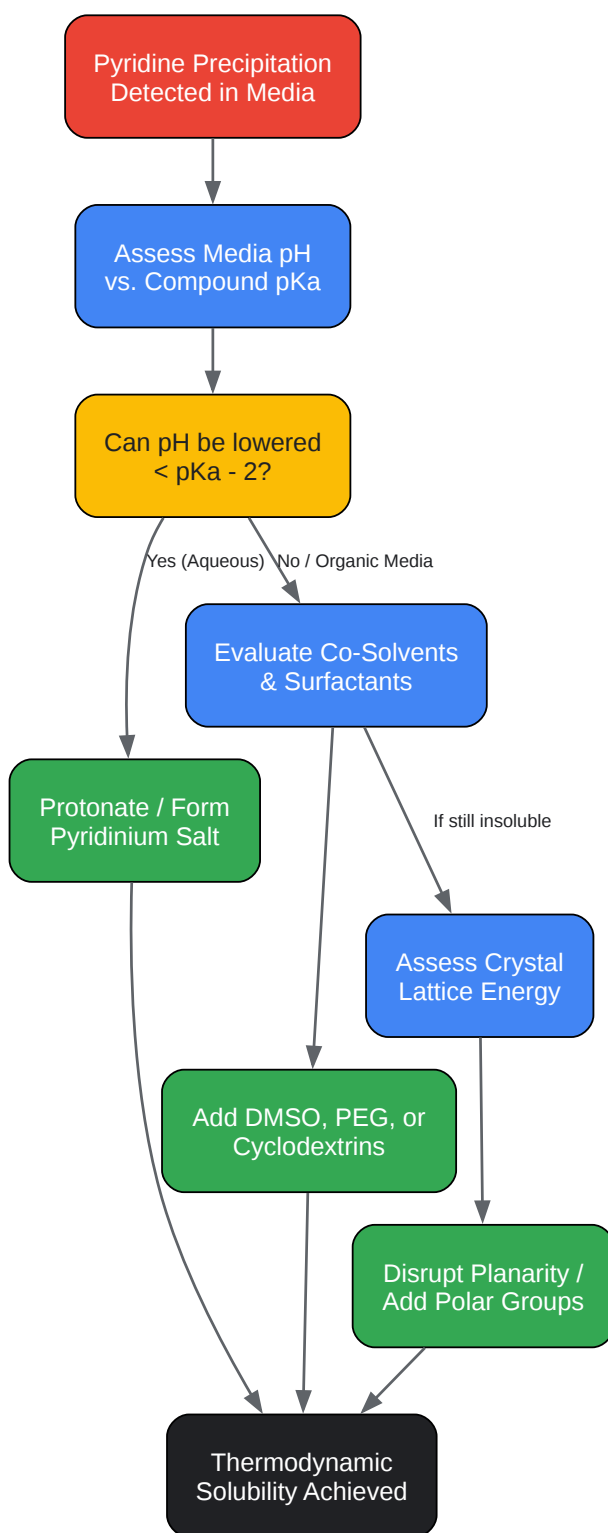 Pyridine Precipitation
Detected in Media
Assess Media pH
vs. Compound pKa
Can pH be lowered
< pKa - 2?
Yes (Aqueous)
No / Organic Media
Evaluate Co-Solvents
& Surfactants
Protonate / Form
Pyridinium Salt
If still insoluble
Assess Crystal
Lattice Energy
Add DMSO, PEG, or
Cyclodextrins
Disrupt Planarity /
Add Polar Groups
Thermodynamic
Solubility Achieved